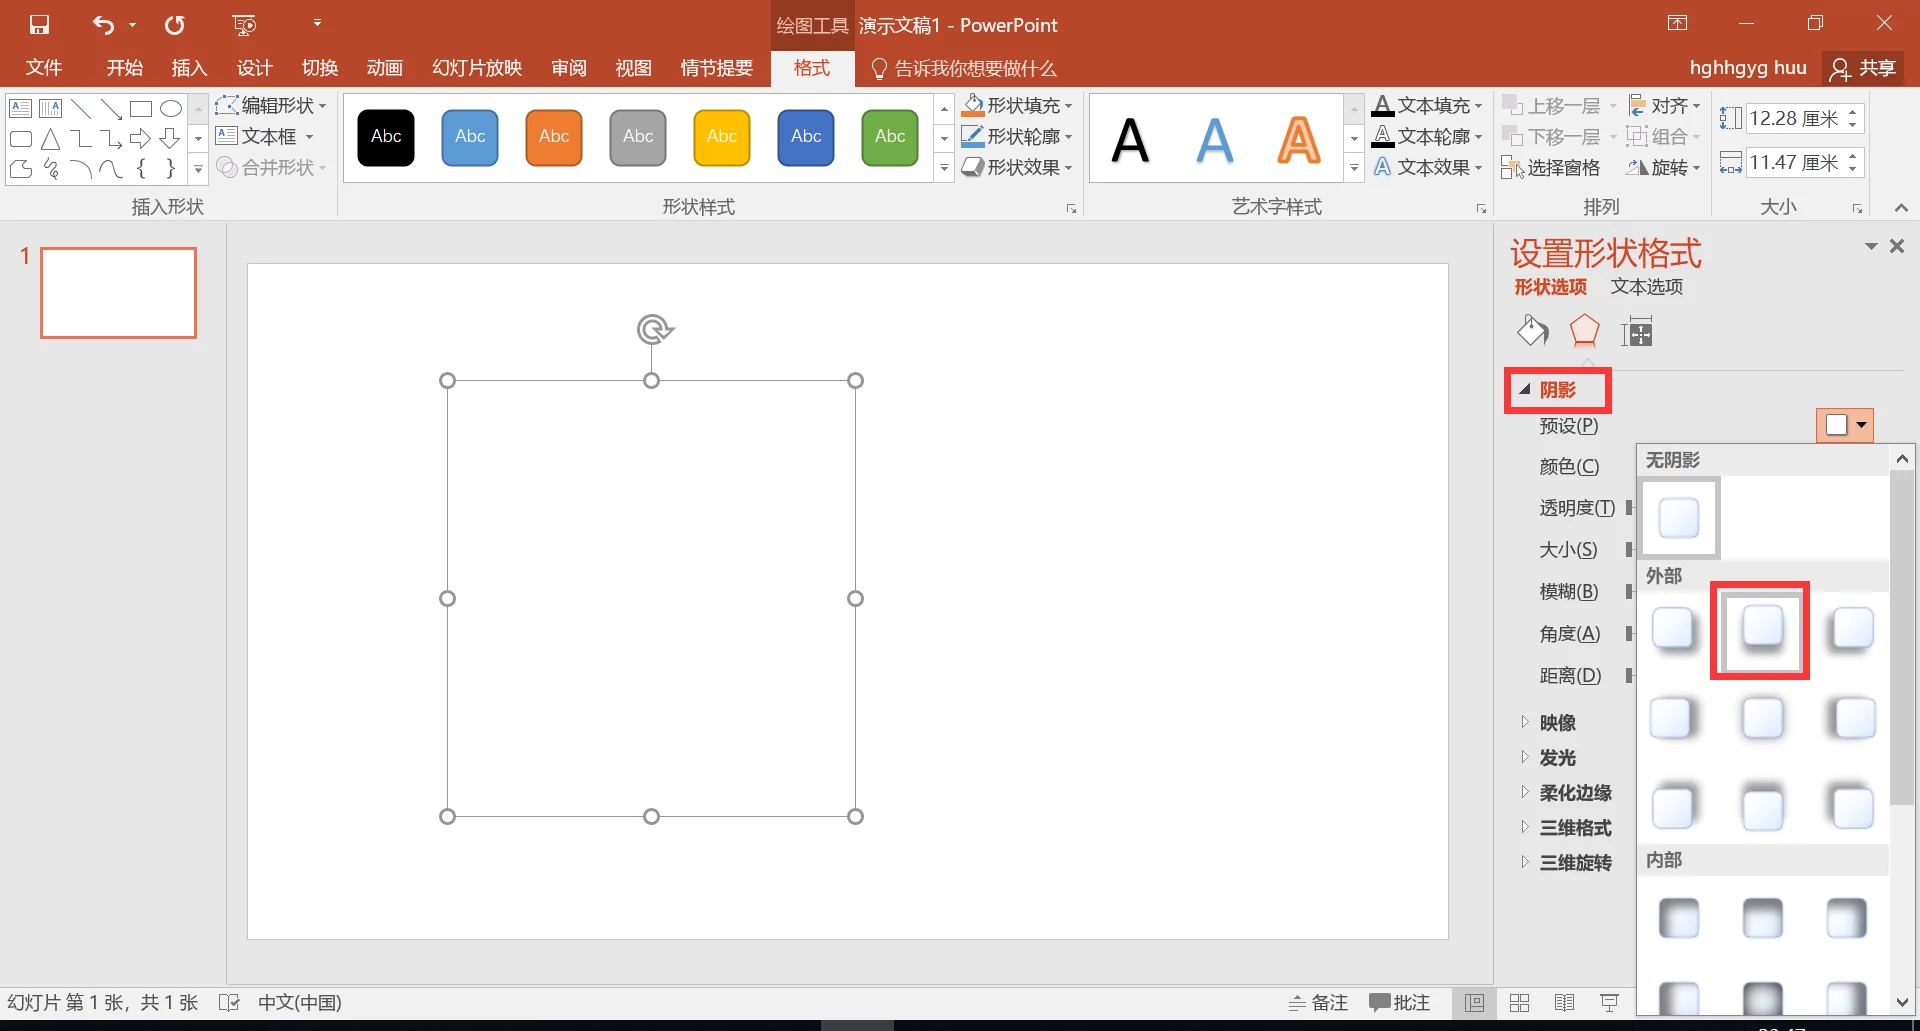 绘图工具 演示文稿1 - PowerPoint
文件 开始 插入 设计 切换 动画 幻灯片放映 审阅 视图 情节提要 格式 告诉我你想要做什么 hghhgyg huu 共享
编辑形状
文本框
合并形状
插入形状
Abc Abc Abc Abc Abc Abc Abc
形状填充
形状轮廓
形状效果
形状样式
A A A
文本填充
文本轮廓
文本效果
艺术字样式
上移一层 对齐
下移一层 组合
选择窗格 旋转
排列
12.28 厘米
11.47 厘米
大小
1
设置形状格式
形状选项 文本选项
阴影
预设(P)
颜色(C)
透明度(T)
大小(S)
模糊(B)
角度(A)
距离(D)
映像
发光
柔化边缘
三维格式
三维旋转
无阴影
外部
内部
幻灯片 第 1 张，共 1 张 中文(中国) 备注 批注